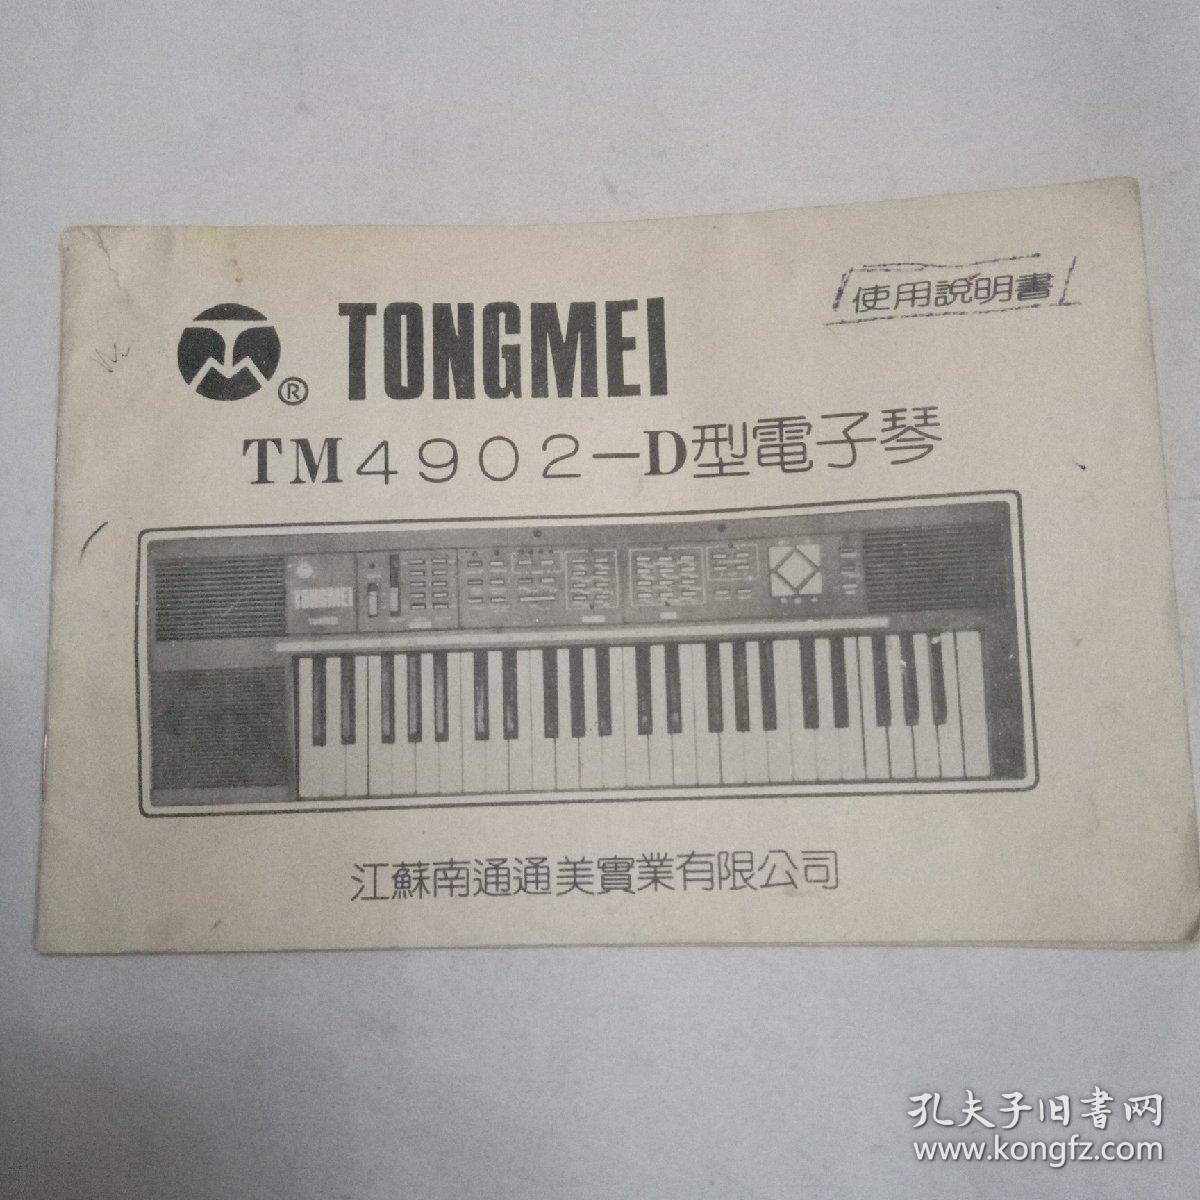 使用說明書
® TONGMEI
TM4902-D型電子琴
TONGMEI
江蘇南通通美實業有限公司
孔夫子旧书网
www.kongfz.com